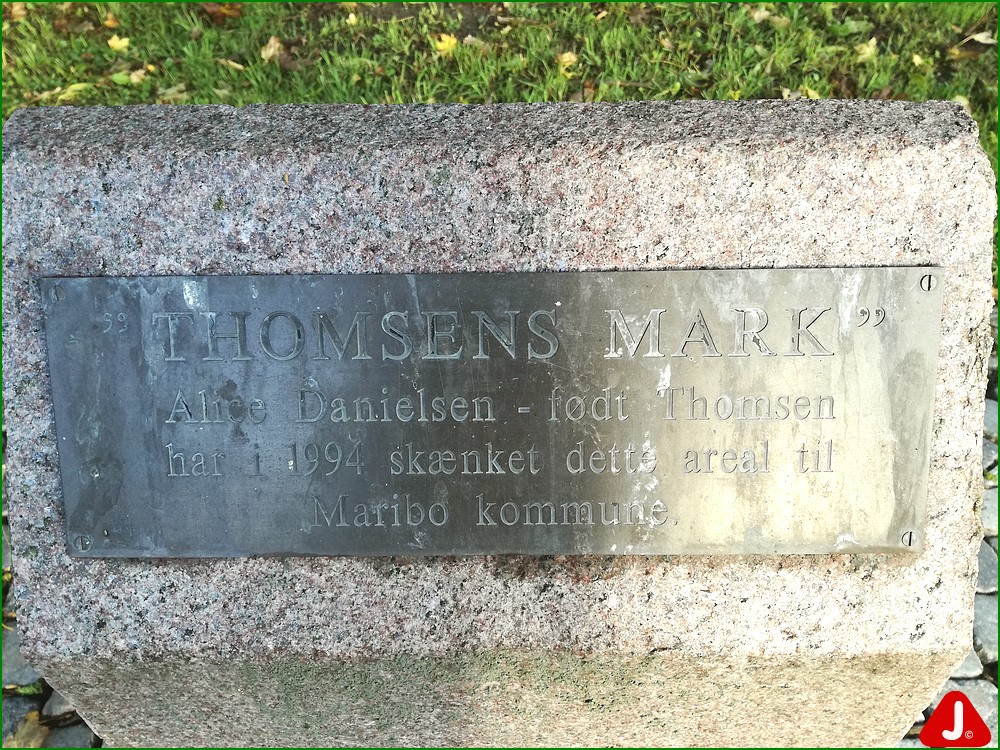 ” THOMSENS MARK ”
Alice Danielsen - født Thomsen
har i 1994 skænket dette areal til
Maribo kommune.
J©